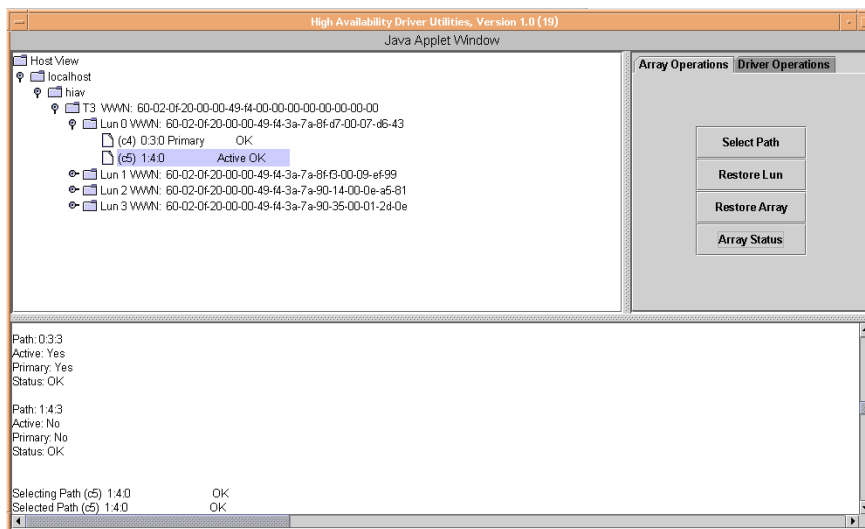 High Availability Driver Utilities, Version 1.0 (19)
Java Applet Window
Host View
localhost
hiav
T3 WWN: 60-02-0f-20-00-00-49-f4-00-00-00-00-00-00-00-00
Lun 0 WWN: 60-02-0f-20-00-00-49-f4-3a-7a-8f-d7-00-07-d6-43
(c4) 0:3:0 Primary OK
(c5) 1:4:0 Active OK
Lun 1 WWN: 60-02-0f-20-00-00-49-f4-3a-7a-8f-f3-00-09-ef-99
Lun 2 WWN: 60-02-0f-20-00-00-49-f4-3a-7a-90-14-00-0e-a5-81
Lun 3 WWN: 60-02-0f-20-00-00-49-f4-3a-7a-90-35-00-01-2d-0e
Array Operations Driver Operations
Select Path
Restore Lun
Restore Array
Array Status
Path: 0:3:3
Active: Yes
Primary: Yes
Status: OK
Path: 1:4:3
Active: No
Primary: No
Status: OK
Selecting Path (c5) 1:4:0 OK
Selected Path (c5) 1:4:0 OK